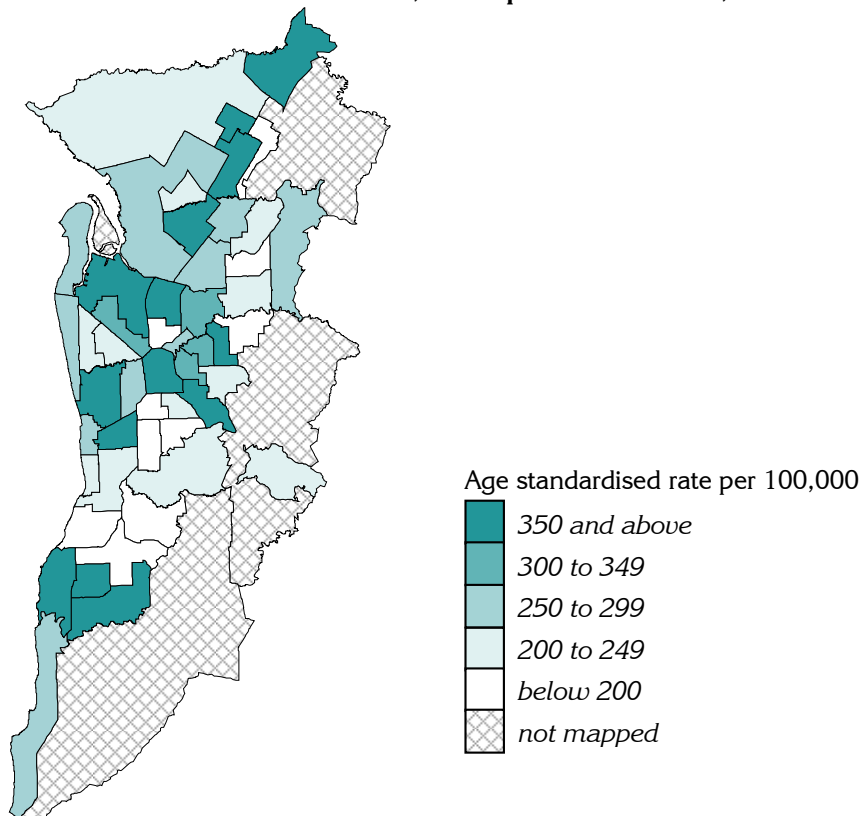 Age standardised rate per 100,000
350 and above
300 to 349
250 to 299
200 to 249
below 200
not mapped